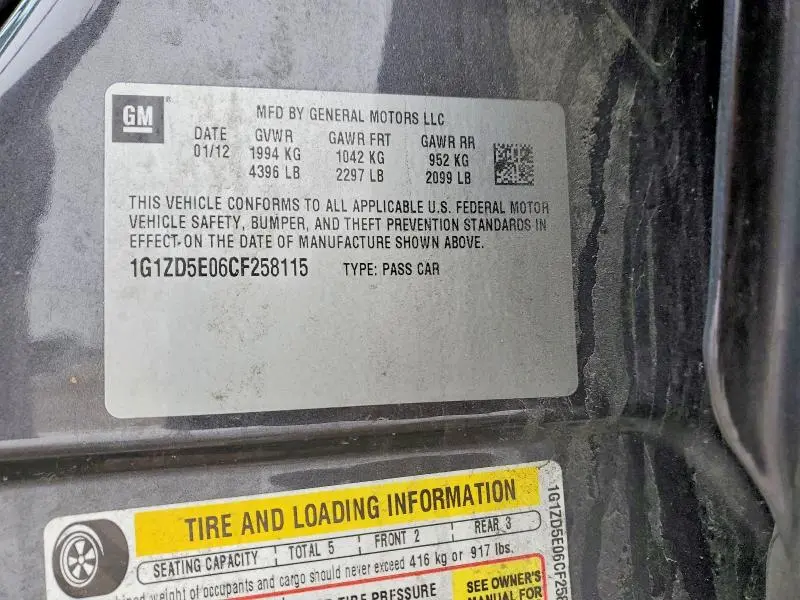 GM
MFD BY GENERAL MOTORS LLC
DATE GVWR GAWR FRT GAWR RR
01/12 1994 KG 1042 KG 952 KG
4396 LB 2297 LB 2099 LB
THIS VEHICLE CONFORMS TO ALL APPLICABLE U.S. FEDERAL MOTOR
VEHICLE SAFETY, BUMPER, AND THEFT PREVENTION STANDARDS IN
EFFECT ON THE DATE OF MANUFACTURE SHOWN ABOVE.
1G1ZD5E06CF258115 TYPE: PASS CAR
TIRE AND LOADING INFORMATION
SEATING CAPACITY TOTAL 5 FRONT 2 REAR 3
weight of occupants and cargo should never exceed 416 kg or 917 lbs.
TIRE PRESSURE
SEE OWNER'S
MANUAL FOR
1G1ZD5E06CF258